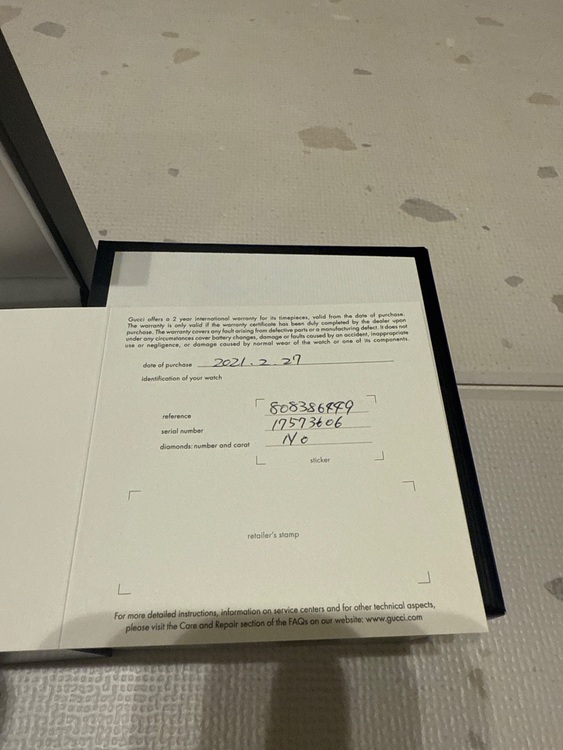 Gucci offers a 2 year international warranty for its timepieces, valid from the date of purchase.
The warranty is only valid if the warranty certificate has been duly completed by the dealer upon
purchase. The warranty covers any fault arising from defective parts or a manufacturing defect. It does not
under any circumstances cover battery changes, damage or faults caused by an accident, inappropriate
use or negligence, or damage caused by normal wear of the watch or one of its components.
date of purchase 2021.2.27
identification of your watch
reference
serial number 17573606
diamonds: number and carat No
sticker
retailer's stamp
For more detailed instructions, information on service centers and for other technical aspects,
please visit the Care and Repair section of the FAQs on our website: www.gucci.com